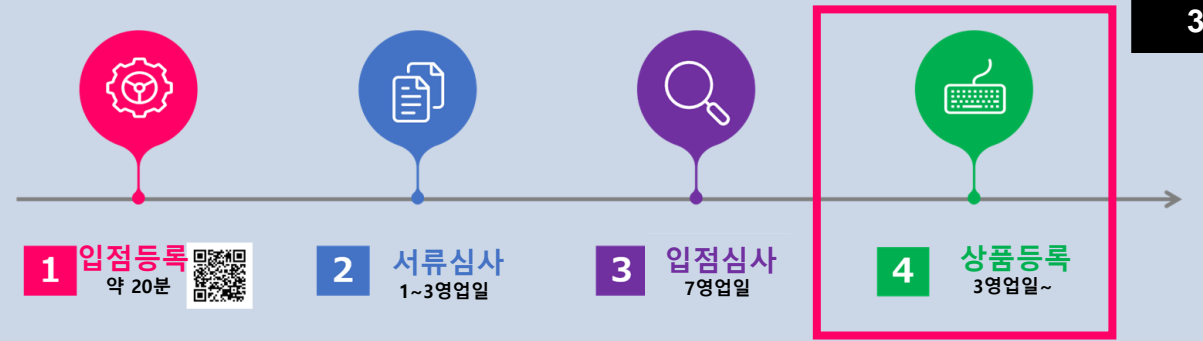 3
1 입점등록
약 20분
2 서류심사
1~3영업일
3 입점심사
7영업일
4 상품등록
3영업일~